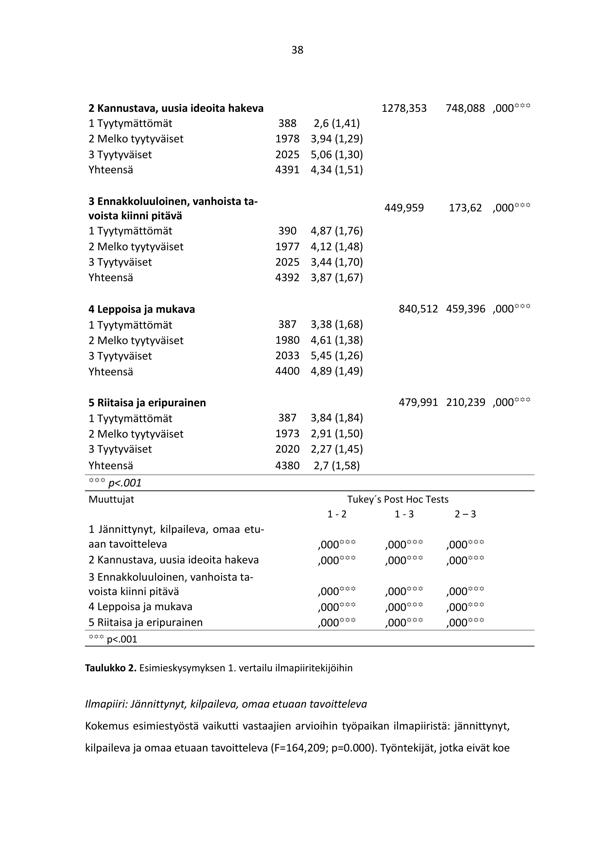 38
2 Kannustava, uusia ideoita hakeva 1278,353 748,088 ,000°°°
1 Tyytymättömät 388 2,6 (1,41)
2 Melko tyytyväiset 1978 3,94 (1,29)
3 Tyytyväiset 2025 5,06 (1,30)
Yhteensä 4391 4,34 (1,51)
3 Ennakkoluuloinen, vanhoista ta-
voista kiinni pitävä 449,959 173,62 ,000°°°
1 Tyytymättömät 390 4,87 (1,76)
2 Melko tyytyväiset 1977 4,12 (1,48)
3 Tyytyväiset 2025 3,44 (1,70)
Yhteensä 4392 3,87 (1,67)
4 Leppoisa ja mukava 840,512 459,396 ,000°°°
1 Tyytymättömät 387 3,38 (1,68)
2 Melko tyytyväiset 1980 4,61 (1,38)
3 Tyytyväiset 2033 5,45 (1,26)
Yhteensä 4400 4,89 (1,49)
5 Riitaisa ja eripurainen 479,991 210,239 ,000°°°
1 Tyytymättömät 387 3,84 (1,84)
2 Melko tyytyväiset 1973 2,91 (1,50)
3 Tyytyväiset 2020 2,27 (1,45)
Yhteensä 4380 2,7 (1,58)
°°° p<.001
Muuttujat Tukey´s Post Hoc Tests
1 - 2 1 - 3 2 – 3
1 Jännittynyt, kilpaileva, omaa etu-
aan tavoitteleva ,000°°° ,000°°° ,000°°°
2 Kannustava, uusia ideoita hakeva ,000°°° ,000°°° ,000°°°
3 Ennakkoluuloinen, vanhoista ta-
voista kiinni pitävä ,000°°° ,000°°° ,000°°°
4 Leppoisa ja mukava ,000°°° ,000°°° ,000°°°
5 Riitaisa ja eripurainen ,000°°° ,000°°° ,000°°°
°°° p<.001
Taulukko 2. Esimieskysymyksen 1. vertailu ilmapiiritekijöihin
Ilmapiiri: Jännittynyt, kilpaileva, omaa etuaan tavoitteleva
Kokemus esimiestyöstä vaikutti vastaajien arvioihin työpaikan ilmapiiristä: jännittynyt,
kilpaileva ja omaa etuaan tavoitteleva (F=164,209; p=0.000). Työntekijät, jotka eivät koe